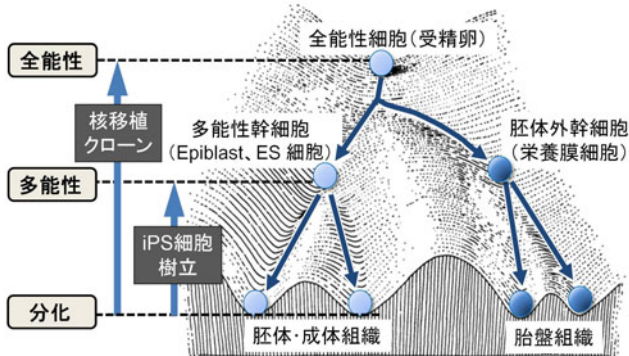 全能性細胞(受精卵)
全能性
核移植
クローン
多能性幹細胞
(Epiblast、ES 細胞)
胚体外幹細胞
(栄養膜細胞)
多能性
iPS細胞
樹立
分化
胚体・成体組織
胎盤組織